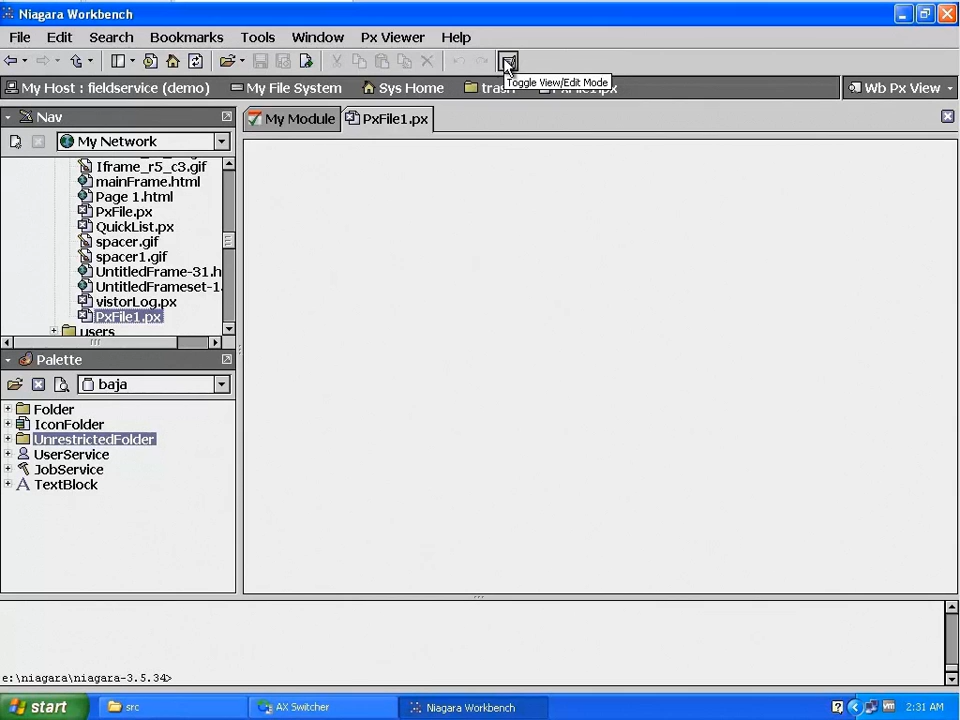 Niagara Workbench
File Edit Search Bookmarks Tools Window Px Viewer Help
Toggle View/Edit Mode
My Host : fieldservice (demo) My File System Sys Home Wb Px View
Nav
My Module PxFile1.px
My Network
Iframe_r5_c3.gif
mainFrame.html
Page 1.html
PxFile.px
QuickList.px
spacer.gif
spacer1.gif
UntitledFrame-31.h
UntitledFrameset-1.
vistorLog.px
PxFile1.px
users
Palette
baja
Folder
IconFolder
UnrestrictedFolder
UserService
JobService
TextBlock
e:\niagara\niagara-3.5.34>
start src AX Switcher Niagara Workbench 2:31 AM